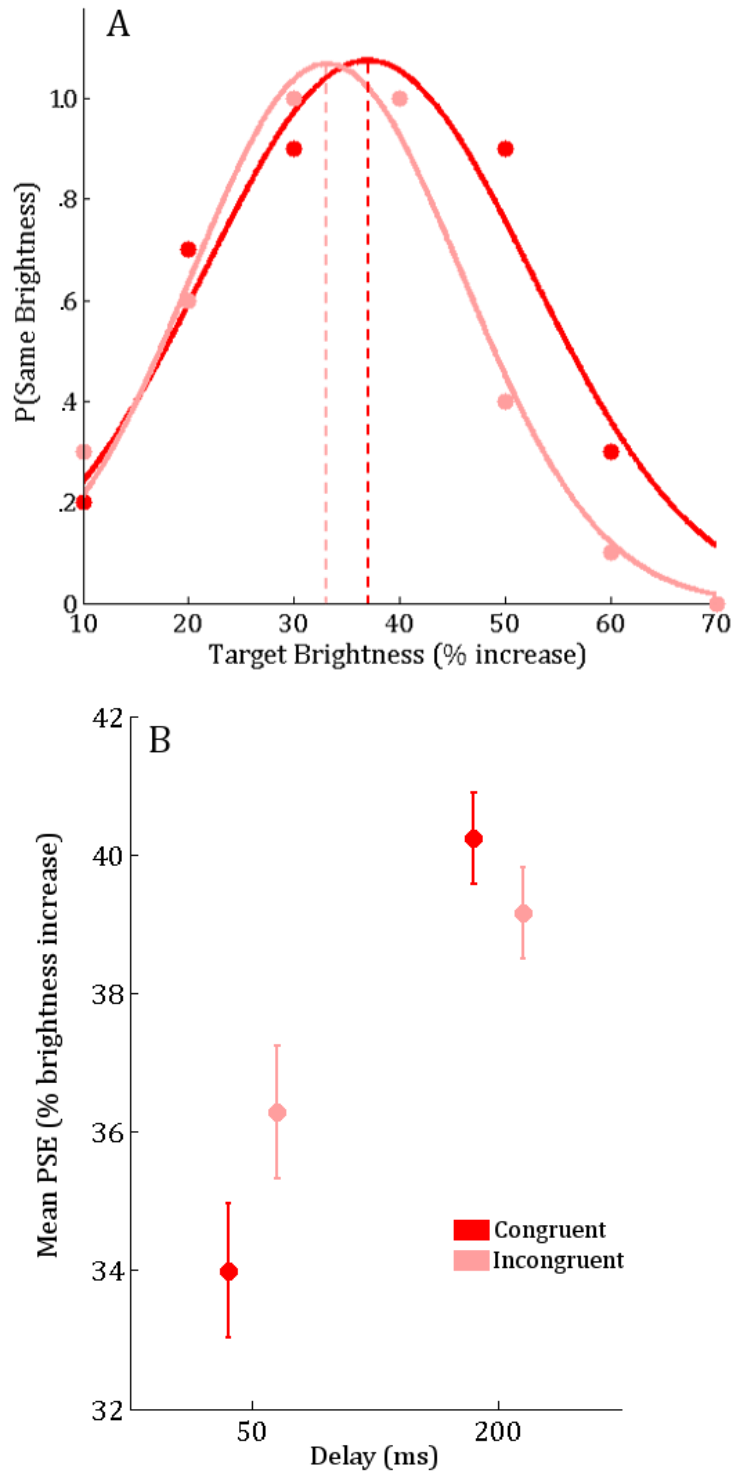 A
P(Same Brightness)
1.0
.8
.6
.4
.2
0
10 20 30 40 50 60 70
Target Brightness (% increase)
B
Mean PSE (% brightness increase)
42
40
38
36
34
32
Congruent
Incongruent
50 200
Delay (ms)